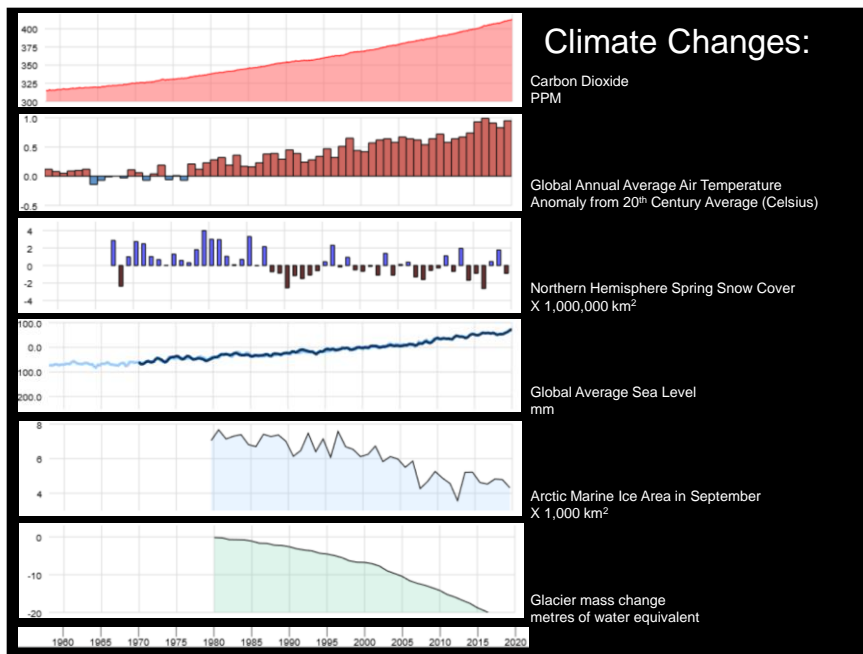 Climate Changes:
400
375
350
325
300
Carbon Dioxide
PPM
1.0
0.5
0.0
-0.5
Global Annual Average Air Temperature
Anomaly from 20th Century Average (Celsius)
4
2
0
-2
-4
Northern Hemisphere Spring Snow Cover
X 1,000,000 km2
100.0
0.0
100.0
200.0
Global Average Sea Level
mm
8
6
4
Arctic Marine Ice Area in September
X 1,000 km2
0
-10
-20
Glacier mass change
metres of water equivalent
1960 1965 1970 1975 1980 1985 1990 1995 2000 2005 2010 2015 2020